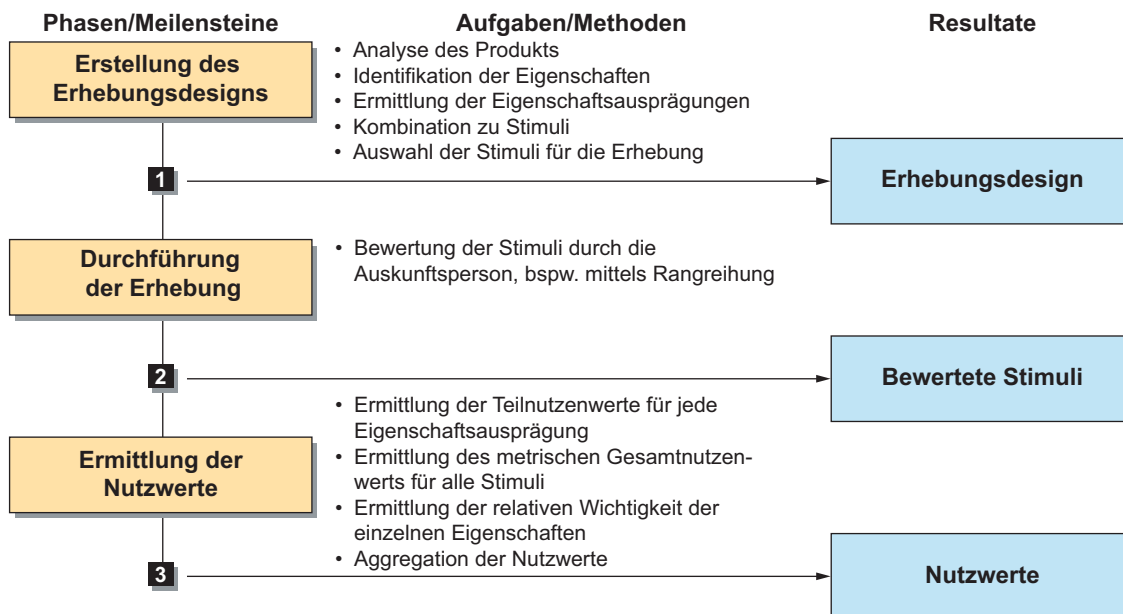 Phasen/Meilensteine
Aufgaben/Methoden
Resultate
Erstellung des
Erhebungsdesigns
• Analyse des Produkts
• Identifikation der Eigenschaften
• Ermittlung der Eigenschaftsausprägungen
• Kombination zu Stimuli
• Auswahl der Stimuli für die Erhebung
1
Erhebungsdesign
Durchführung
der Erhebung
• Bewertung der Stimuli durch die
Auskunftsperson, bspw. mittels Rangreihung
2
Bewertete Stimuli
Ermittlung der
Nutzwerte
• Ermittlung der Teilnutzenwerte für jede
Eigenschaftsausprägung
• Ermittlung des metrischen Gesamtnutzen-
werts für alle Stimuli
• Ermittlung der relativen Wichtigkeit der
einzelnen Eigenschaften
• Aggregation der Nutzwerte
3
Nutzwerte